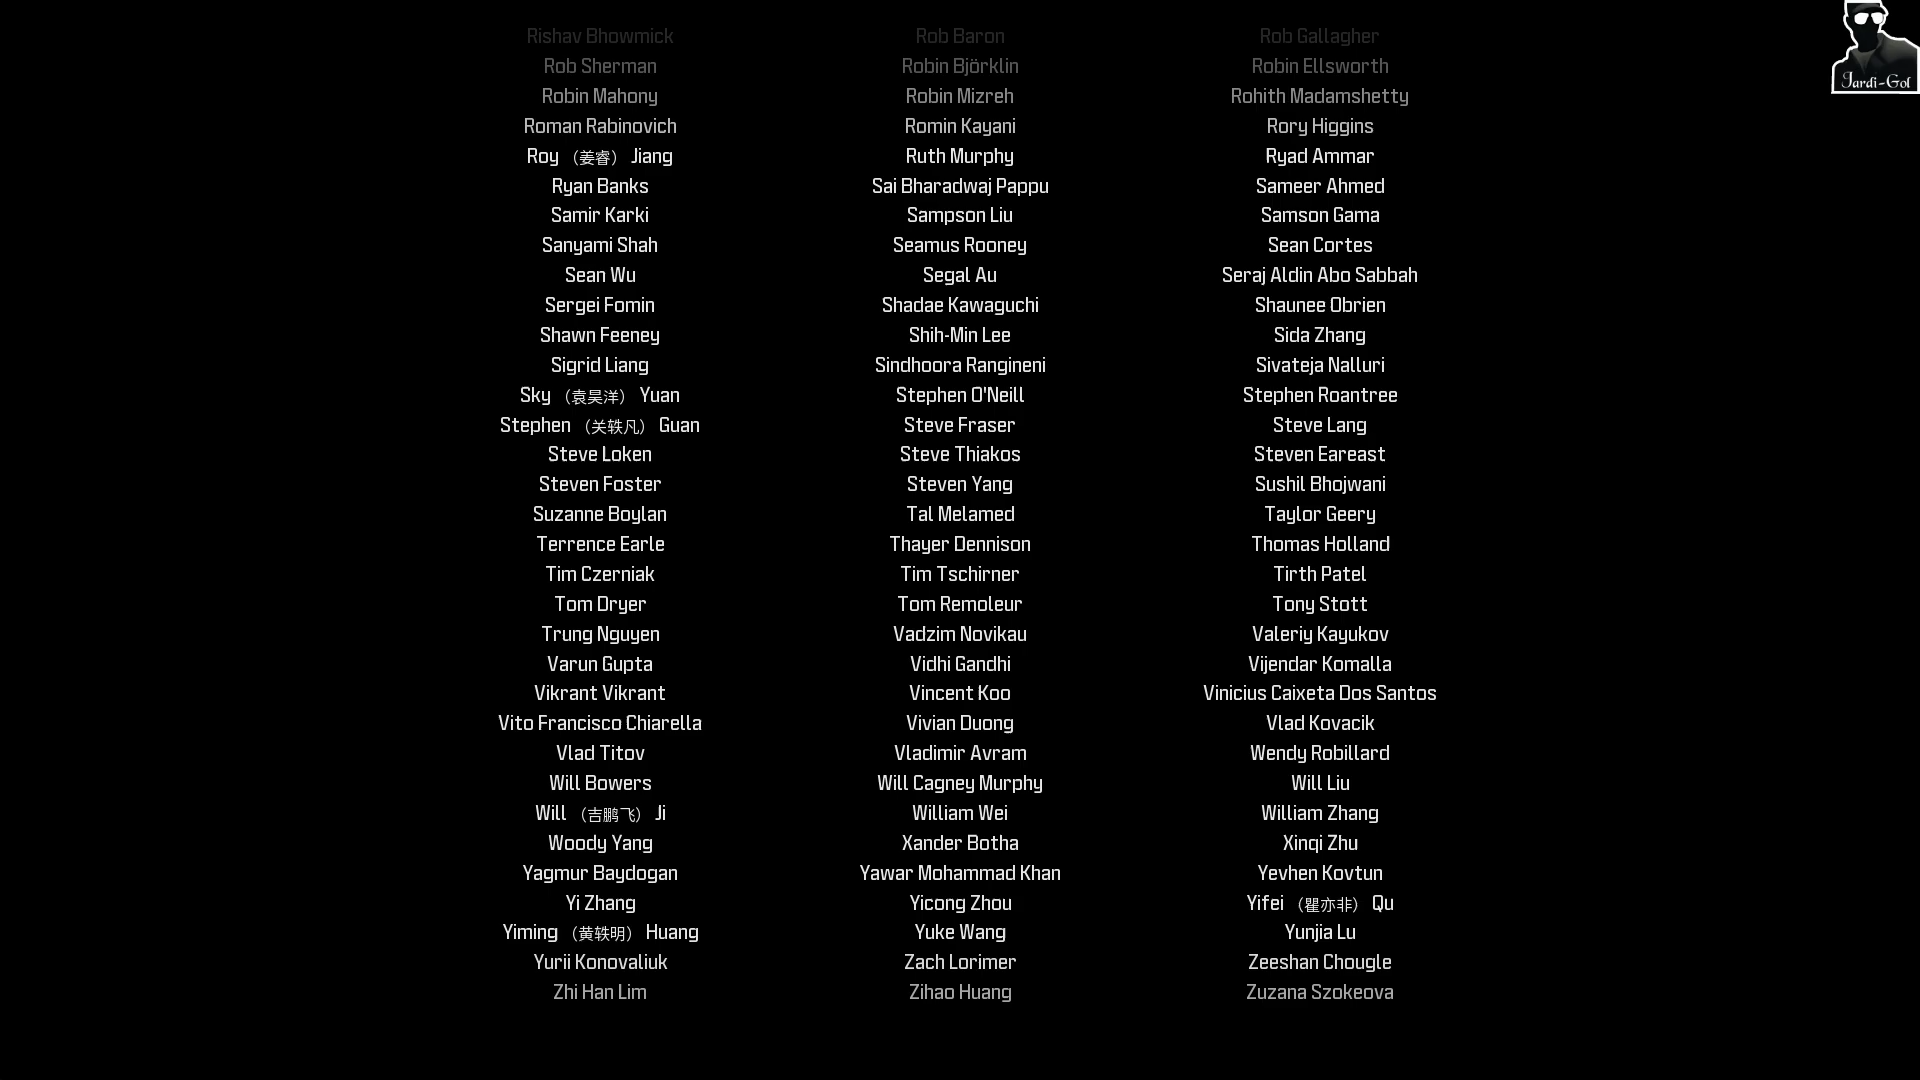 Rishav Bhowmick Rob Baron Rob Gallagher
Rob Sherman Robin Björklin Robin Ellsworth
Robin Mahony Robin Mizreh Rohith Madamshetty
Roman Rabinovich Romin Kayani Rory Higgins
Roy （姜睿） Jiang Ruth Murphy Ryad Ammar
Ryan Banks Sai Bharadwaj Pappu Sameer Ahmed
Samir Karki Sampson Liu Samson Gama
Sanyami Shah Seamus Rooney Sean Cortes
Sean Wu Segal Au Seraj Aldin Abo Sabbah
Sergei Fomin Shadae Kawaguchi Shaunee Obrien
Shawn Feeney Shih-Min Lee Sida Zhang
Sigrid Liang Sindhoora Rangineni Sivateja Nalluri
Sky （袁昊洋） Yuan Stephen O'Neill Stephen Roantree
Stephen （关轶凡） Guan Steve Fraser Steve Lang
Steve Loken Steve Thiakos Steven Eareast
Steven Foster Steven Yang Sushil Bhojwani
Suzanne Boylan Tal Melamed Taylor Geery
Terrence Earle Thayer Dennison Thomas Holland
Tim Czerniak Tim Tschirner Tirth Patel
Tom Dryer Tom Remoleur Tony Stott
Trung Nguyen Vadzim Novikau Valeriy Kayukov
Varun Gupta Vidhi Gandhi Vijendar Komalla
Vikrant Vikrant Vincent Koo Vinicius Caixeta Dos Santos
Vito Francisco Chiarella Vivian Duong Vlad Kovacik
Vlad Titov Vladimir Avram Wendy Robillard
Will Bowers Will Cagney Murphy Will Liu
Will （吉鹏飞） Ji William Wei William Zhang
Woody Yang Xander Botha Xinqi Zhu
Yagmur Baydogan Yawar Mohammad Khan Yevhen Kovtun
Yi Zhang Yicong Zhou Yifei （瞿亦非） Qu
Yiming （黄轶明） Huang Yuke Wang Yunjia Lu
Yurii Konovaliuk Zach Lorimer Zeeshan Chougle
Zhi Han Lim Zihao Huang Zuzana Szokeova
Jardi-Gol